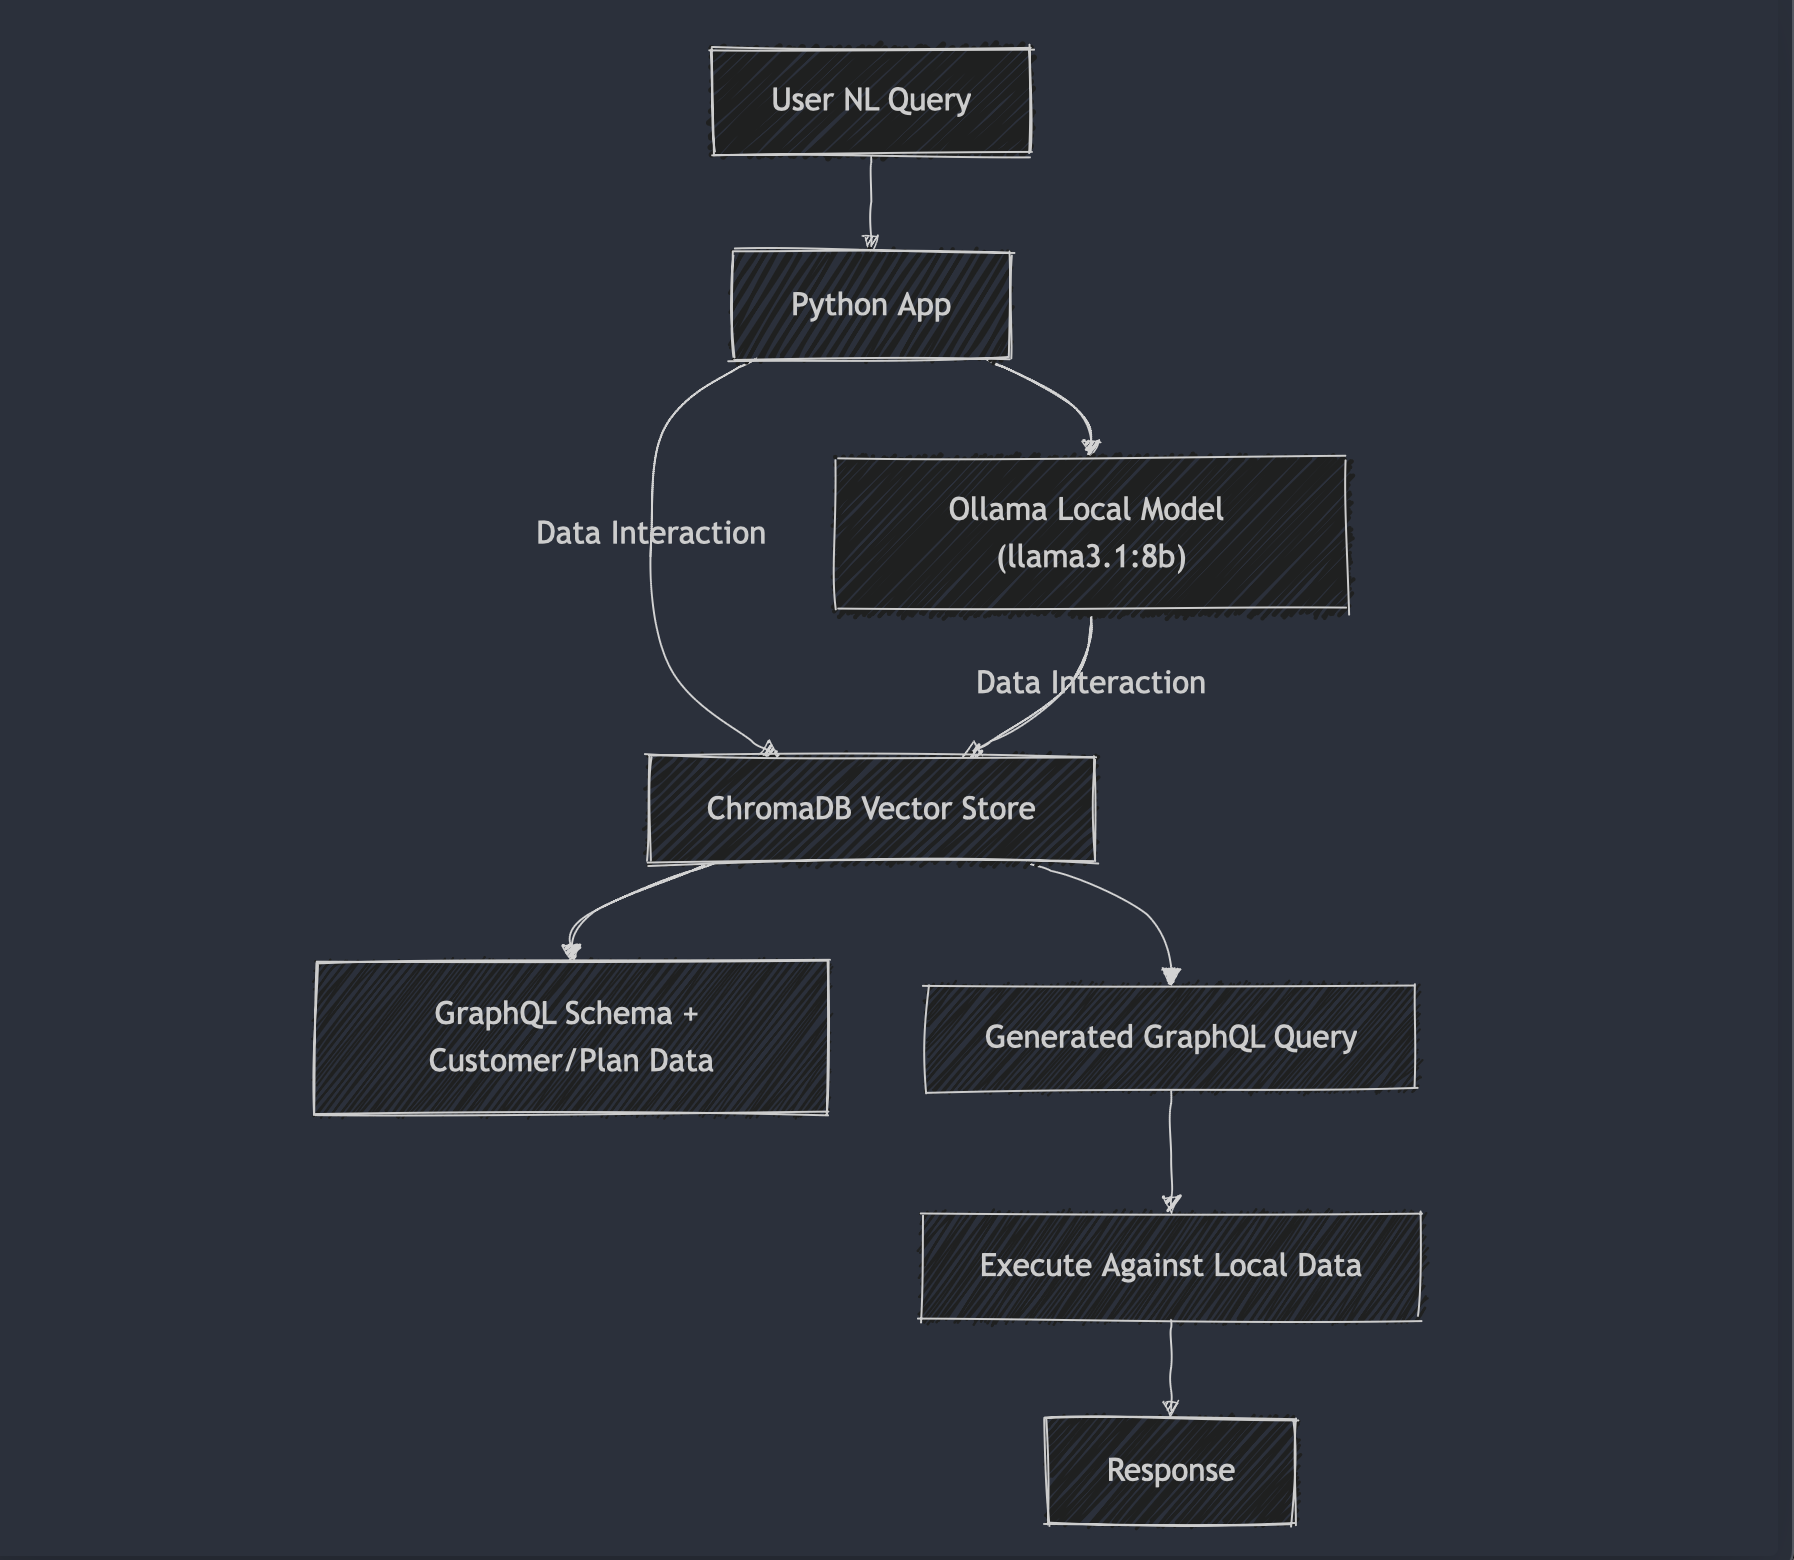 User NL Query
Python App
Ollama Local Model
(llama3.1:8b)
Data Interaction
Data Interaction
ChromaDB Vector Store
GraphQL Schema +
Customer/Plan Data
Generated GraphQL Query
Execute Against Local Data
Response